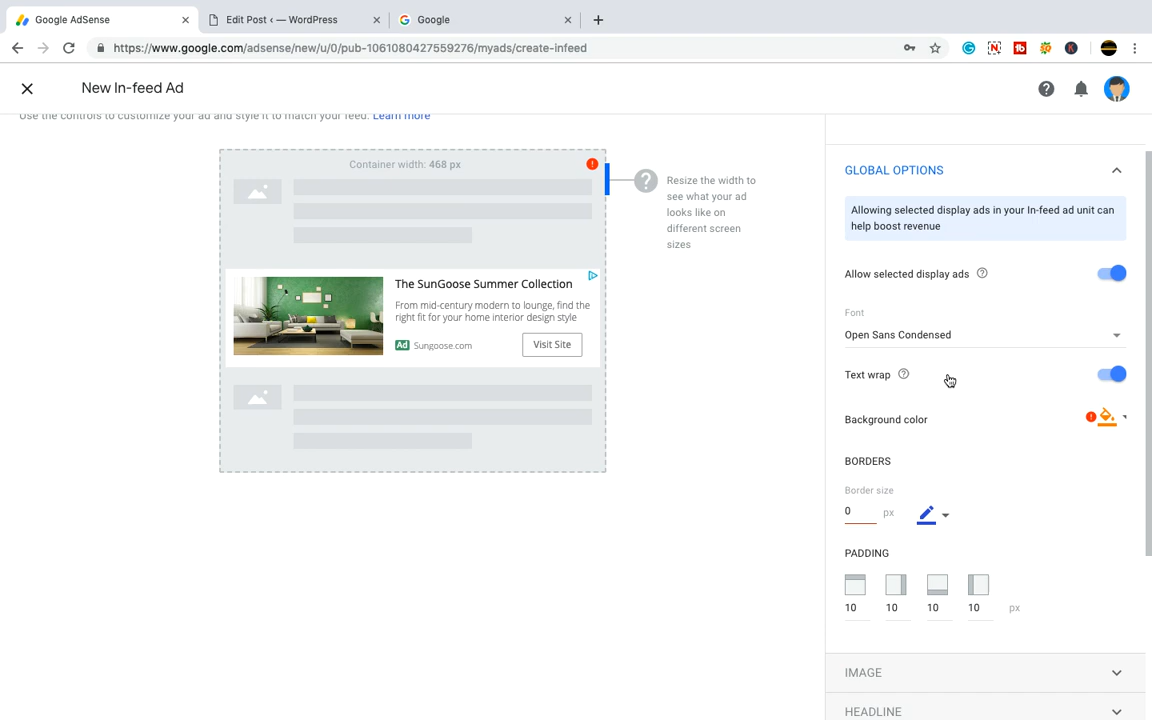 Google AdSense
Edit Post ‹ — WordPress
Google
https://www.google.com/adsense/new/u/0/pub-1061080427559276/myads/create-infeed
New In-feed Ad
Use the controls to customize your ad and style it to match your feed. Learn more
Container width: 468 px
Resize the width to
see what your ad
looks like on
different screen
sizes
The SunGoose Summer Collection
From mid-century modern to lounge, find the
right fit for your home interior design style
Ad Sungoose.com
Visit Site
GLOBAL OPTIONS
Allowing selected display ads in your In-feed ad unit can
help boost revenue
Allow selected display ads
Font
Open Sans Condensed
Text wrap
Background color
BORDERS
Border size
0 px
PADDING
10 10 10 10 px
IMAGE
HEADLINE